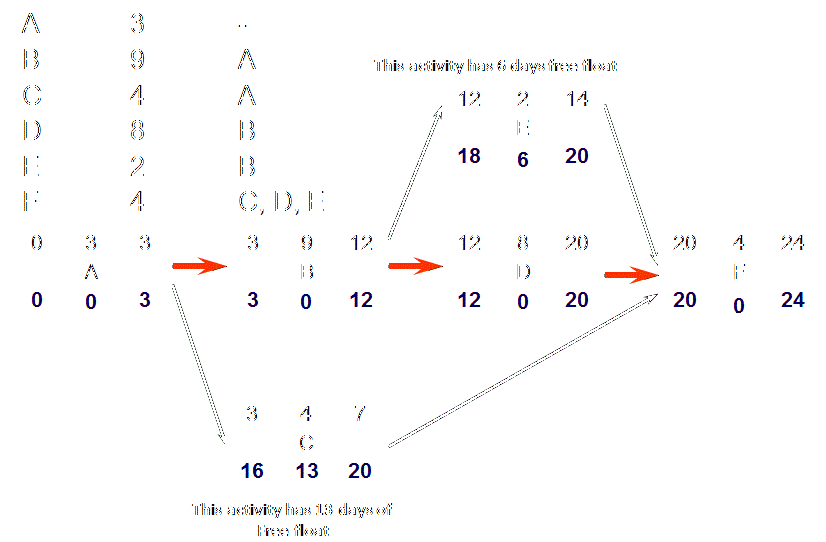 A 3 --
B 9 A
C 4 A
D 8 B
E 2 B
F 4 C, D, E
This activity has 6 days free float
12 2 14
E
18 6 20
0 3 3
A
0 0 3
3 9 12
B
3 0 12
12 8 20
D
12 0 20
20 4 24
F
20 0 24
3 4 7
C
16 13 20
This activity has 13 days of
Free float